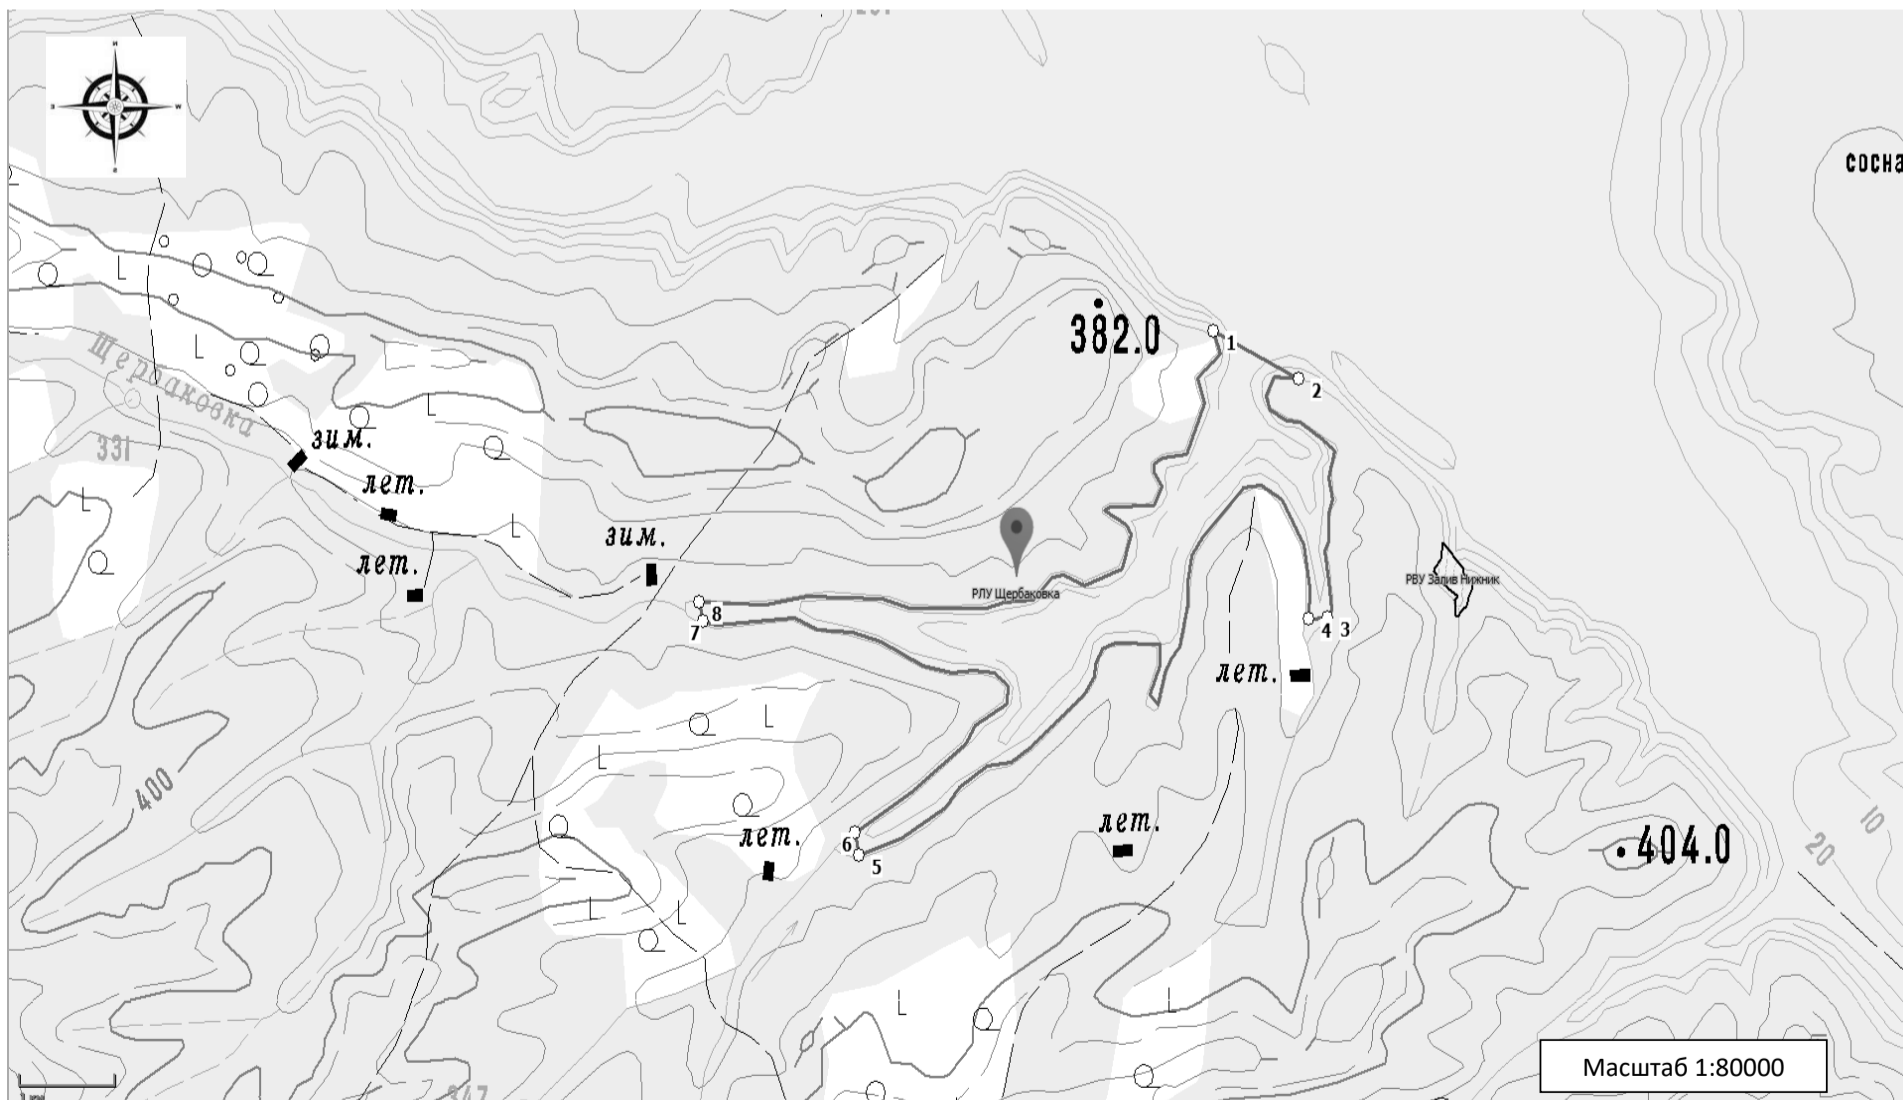 сосна
382.0
1
2
Щербаковка
331
зим.
лет.
зим.
лет.
РЛУ Щербаковка
РВУ Залив Нижник
8
7
4
3
лет.
400
лет.
лет.
6
5
404.0
10
20
347
Масштаб 1:80000